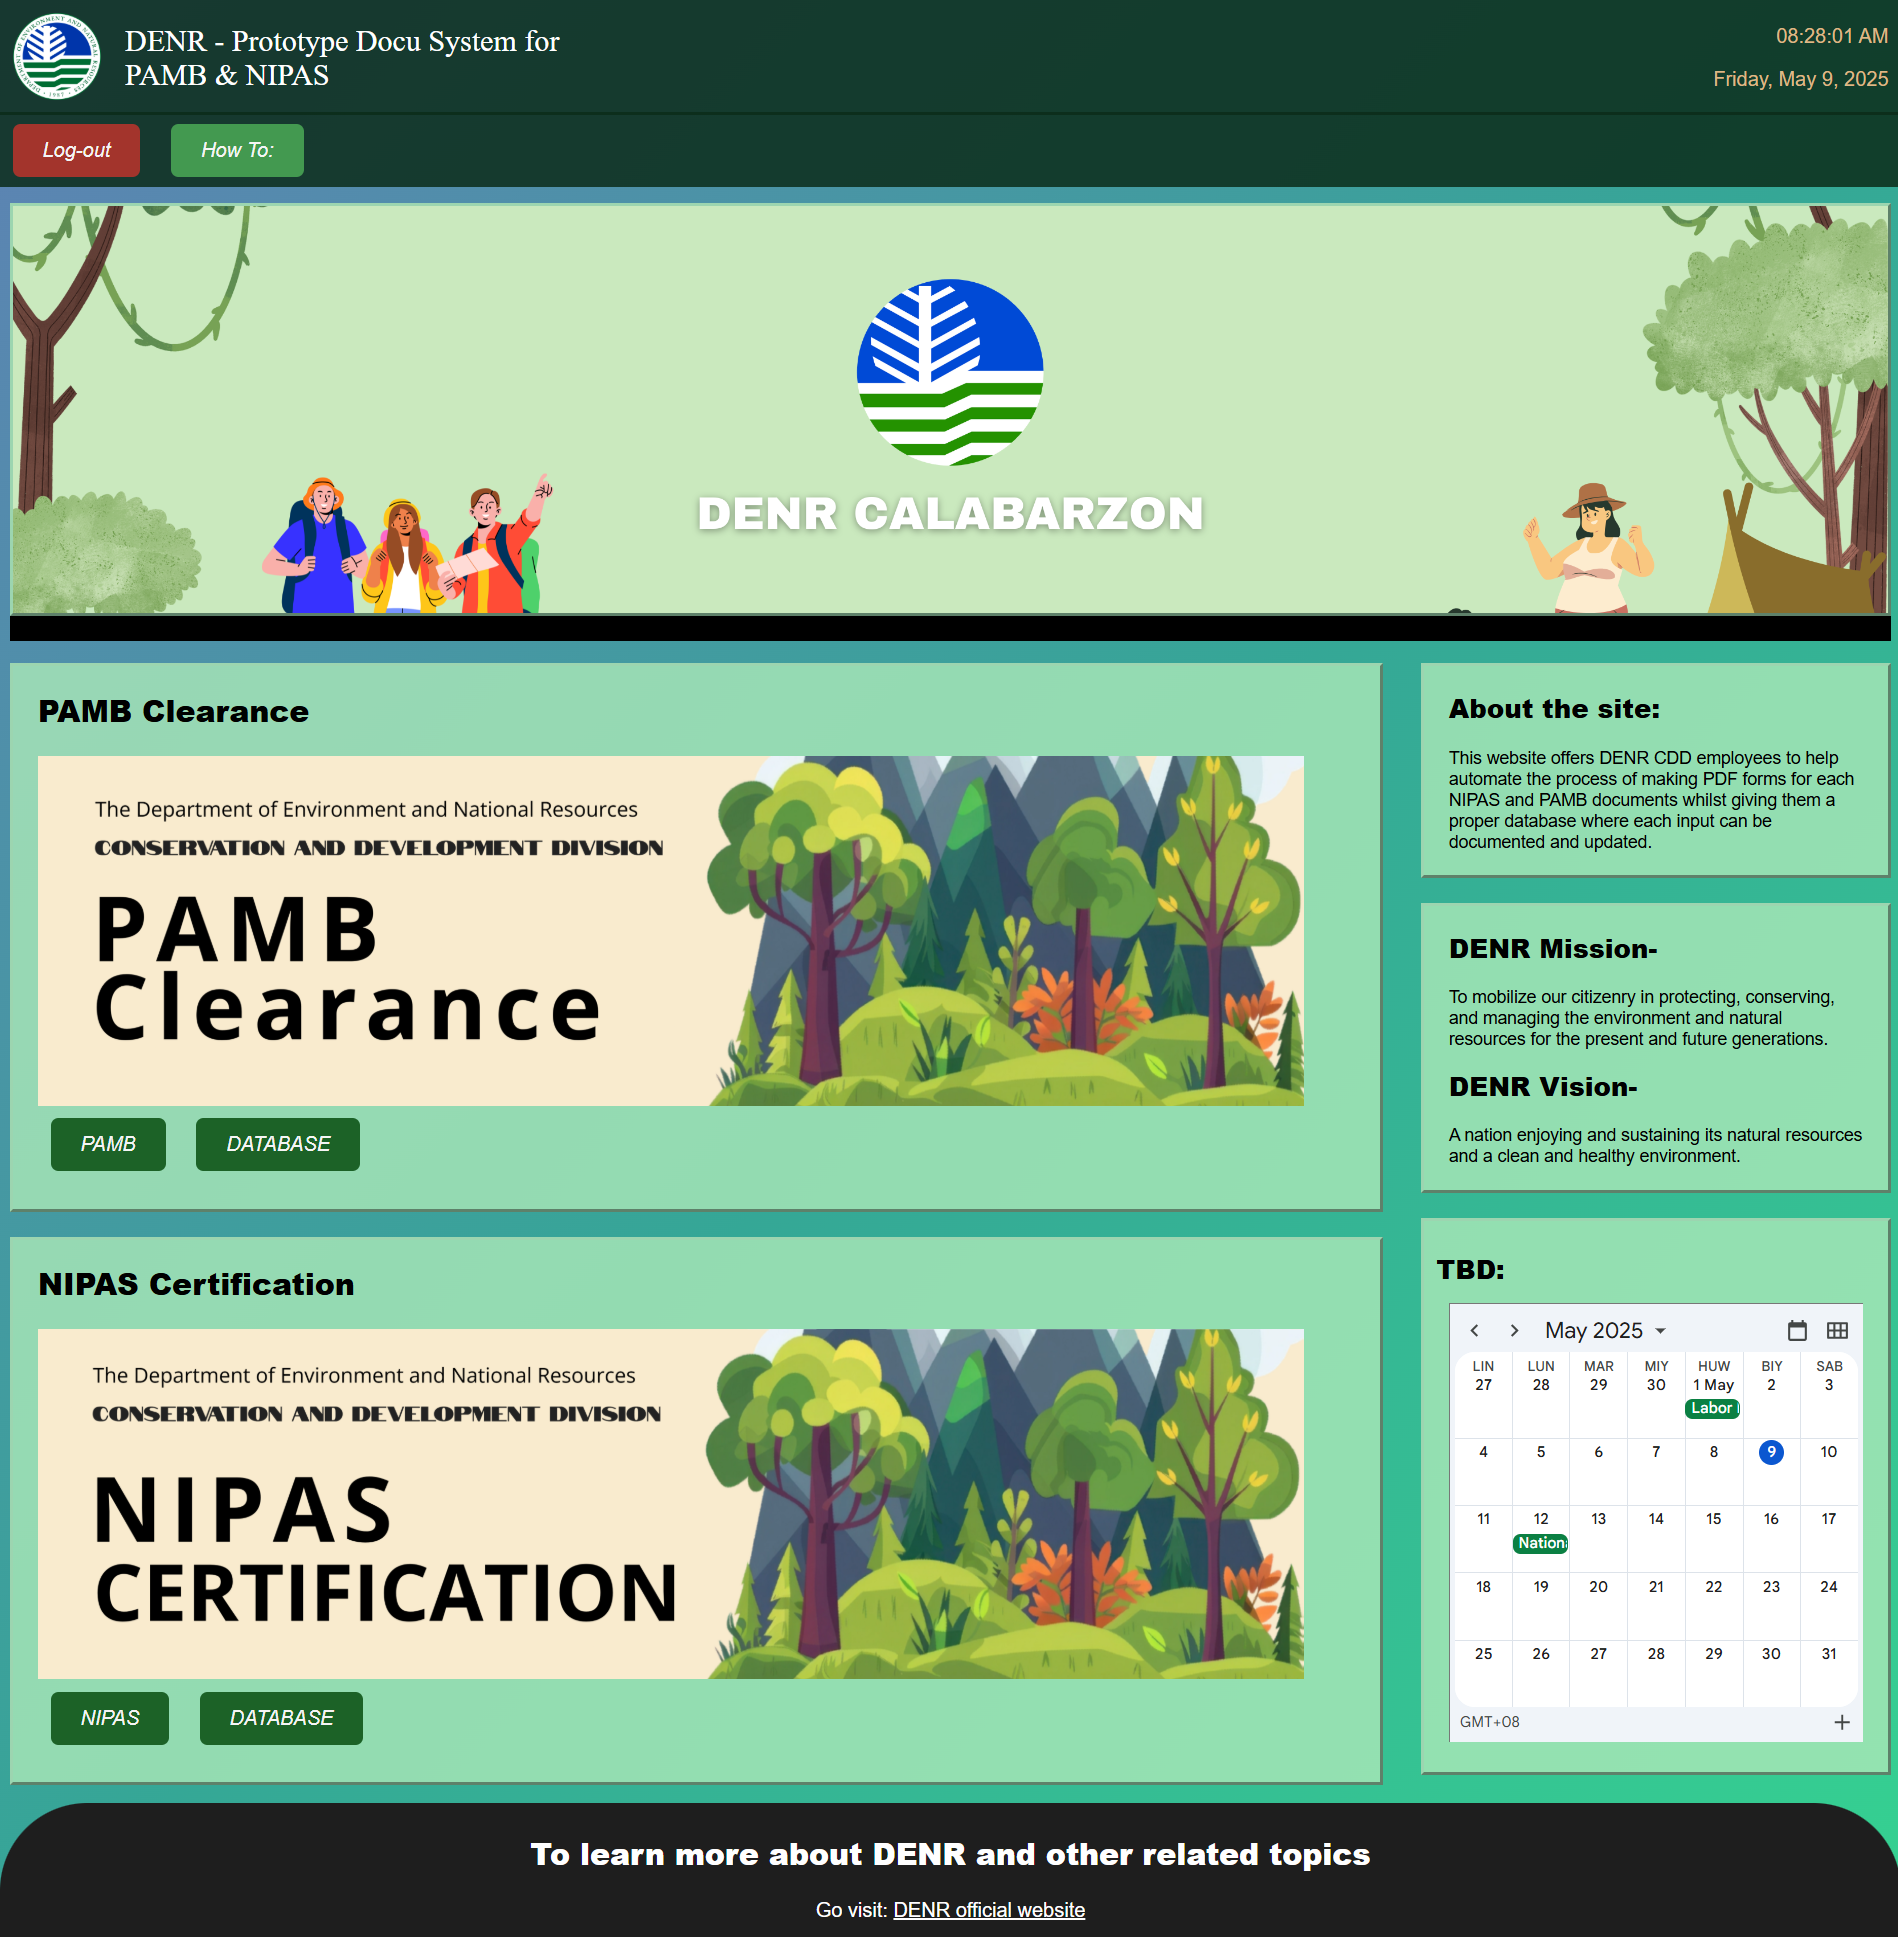 DENR - Prototype Docu System for
PAMB & NIPAS
08:28:01 AM
Friday, May 9, 2025
Log-out
How To:
DENR CALABARZON
PAMB Clearance
The Department of Environment and National Resources
CONSERVATION AND DEVELOPMENT DIVISION
PAMB
Clearance
PAMB
DATABASE
NIPAS Certification
The Department of Environment and National Resources
CONSERVATION AND DEVELOPMENT DIVISION
NIPAS
CERTIFICATION
NIPAS
DATABASE
About the site:
This website offers DENR CDD employees to help
automate the process of making PDF forms for each
NIPAS and PAMB documents whilst giving them a
proper database where each input can be
documented and updated.
DENR Mission-
To mobilize our citizenry in protecting, conserving,
and managing the environment and natural
resources for the present and future generations.
DENR Vision-
A nation enjoying and sustaining its natural resources
and a clean and healthy environment.
TBD:
May 2025
LIN LUN MAR MIY HUW BIY SAB
27 28 29 30 1 May 2 3
Labor
4 5 6 7 8 9 10
11 12 13 14 15 16 17
Nation
18 19 20 21 22 23 24
25 26 27 28 29 30 31
GMT+08
To learn more about DENR and other related topics
Go visit: DENR official website